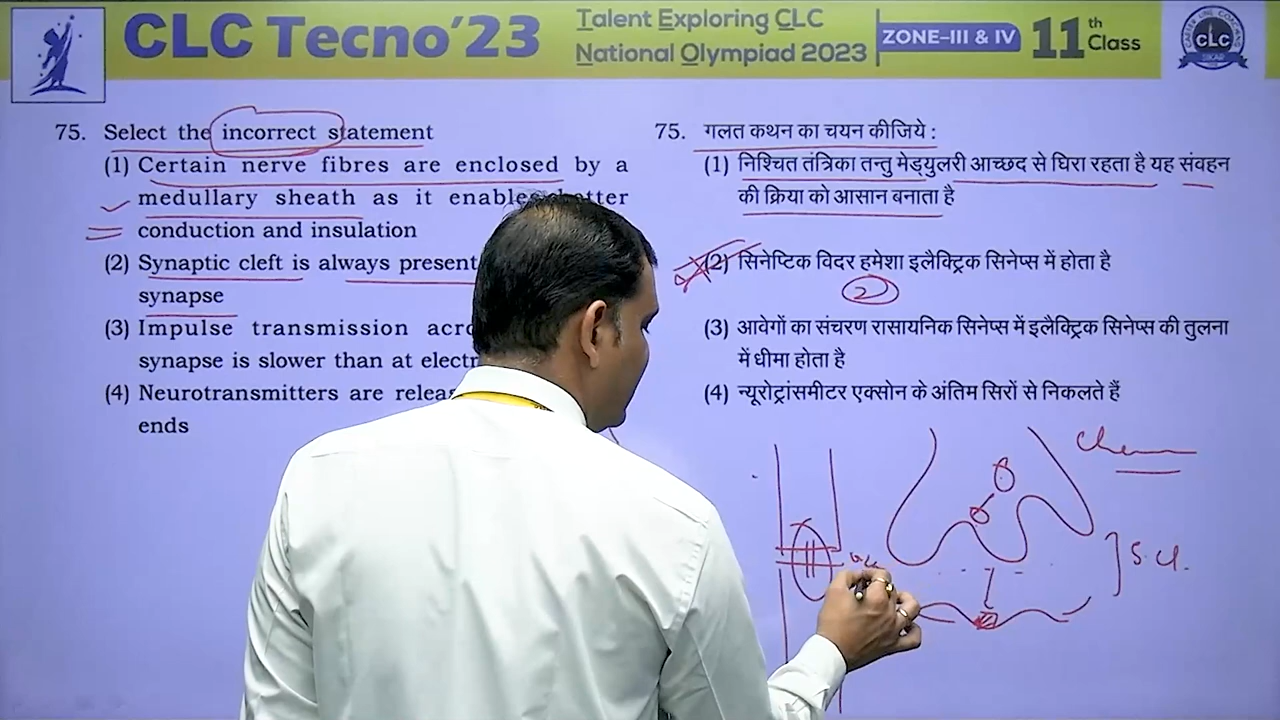 CLC Tecno'23
Talent Exploring CLC
National Olympiad 2023
ZONE–III & IV
11th Class
CLC
75. Select the incorrect statement
(1) Certain nerve fibres are enclosed by a
medullary sheath as it enables
conduction and insulation
(2) Synaptic cleft is always present
synapse
(3) Impulse transmission
synapse is slower than at
(4) Neurotransmitters are
ends
75. गलत कथन का चयन कीजिये :
(1) निश्चित तंत्रिका तन्तु मेड्युलरी आच्छद से घिरा रहता है यह संवहन
की क्रिया को आसान बनाता है
(2) सिनेप्टिक विदर हमेशा इलैक्ट्रिक सिनेप्स में होता है
2
(3) आवेगों का संचरण रासायनिक सिनेप्स में इलैक्ट्रिक सिनेप्स की तुलना
में धीमा होता है
(4) न्यूरोट्रांसमीटर एक्सोन के अंतिम सिरों से निकलते हैं
Chem
S.Cl.